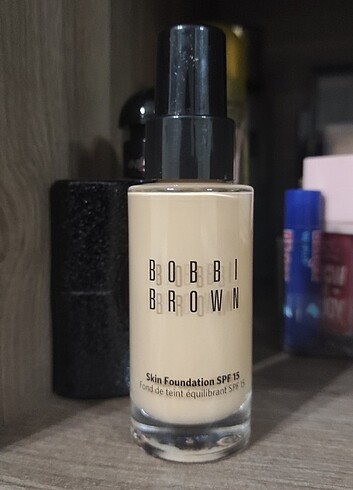 BOBBI
BROWN
Skin Foundation SPF 15
Fond de teint équilibrant SPF 15